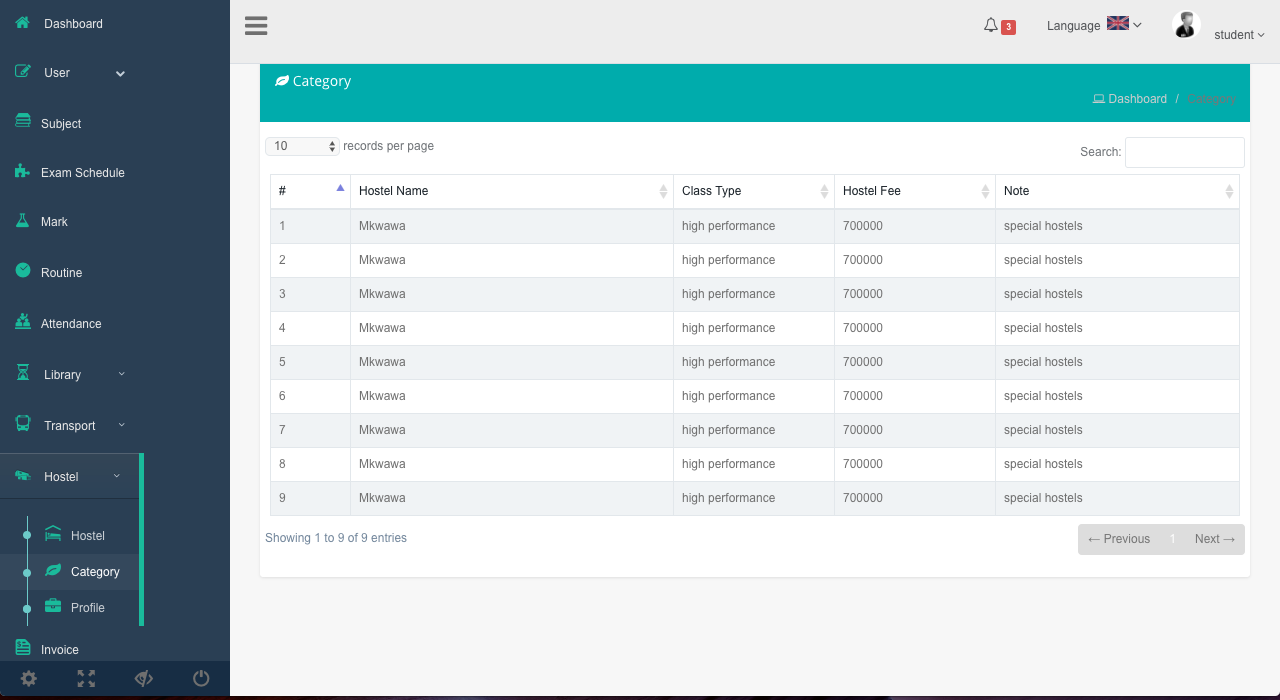 Dashboard
User
Subject
Exam Schedule
Mark
Routine
Attendance
Library
Transport
Hostel
Hostel
Category
Profile
Invoice
3
Language
student
Category
Dashboard / Category
10 records per page
Search:
# Hostel Name Class Type Hostel Fee Note
1 Mkwawa high performance 700000 special hostels
2 Mkwawa high performance 700000 special hostels
3 Mkwawa high performance 700000 special hostels
4 Mkwawa high performance 700000 special hostels
5 Mkwawa high performance 700000 special hostels
6 Mkwawa high performance 700000 special hostels
7 Mkwawa high performance 700000 special hostels
8 Mkwawa high performance 700000 special hostels
9 Mkwawa high performance 700000 special hostels
Showing 1 to 9 of 9 entries
← Previous 1 Next →